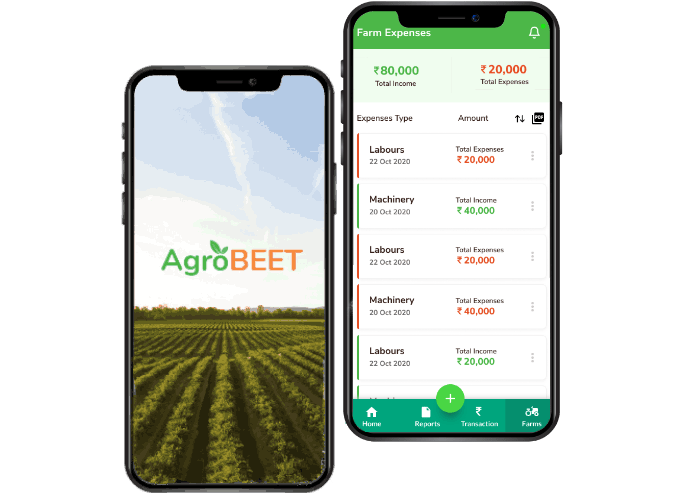 AgroBEET
Farm Expenses
₹80,000
Total Income
₹20,000
Total Expenses
Expenses Type Amount PDF
Labours
22 Oct 2020
Total Expenses
₹ 20,000
Machinery
20 Oct 2020
Total Income
₹ 40,000
Labours
22 Oct 2020
Total Expenses
₹ 20,000
Machinery
20 Oct 2020
Total Expenses
₹ 40,000
Labours
22 Oct 2020
Total Income
₹ 20,000
+
₹
Home Reports Transaction Farms